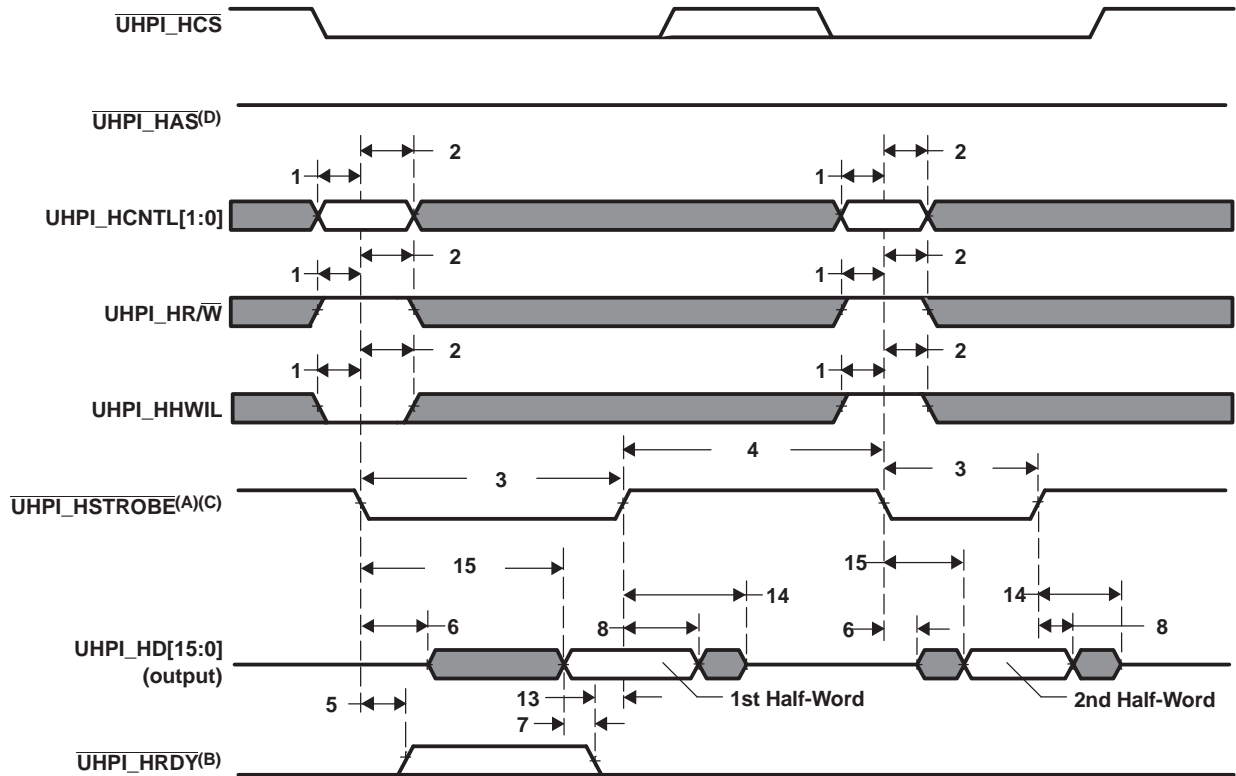 UHPI_HCS
UHPI_HAS(D)
2
2
1
1
UHPI_HCNTL[1:0]
2
2
1
1
UHPI_HR/W
2
2
1
1
UHPI_HHWIL
4
3
3
UHPI_HSTROBE(A)(C)
15
15
14
14
6
8
6
8
UHPI_HD[15:0]
(output)
13
1st Half-Word
2nd Half-Word
5
7
UHPI_HRDY(B)